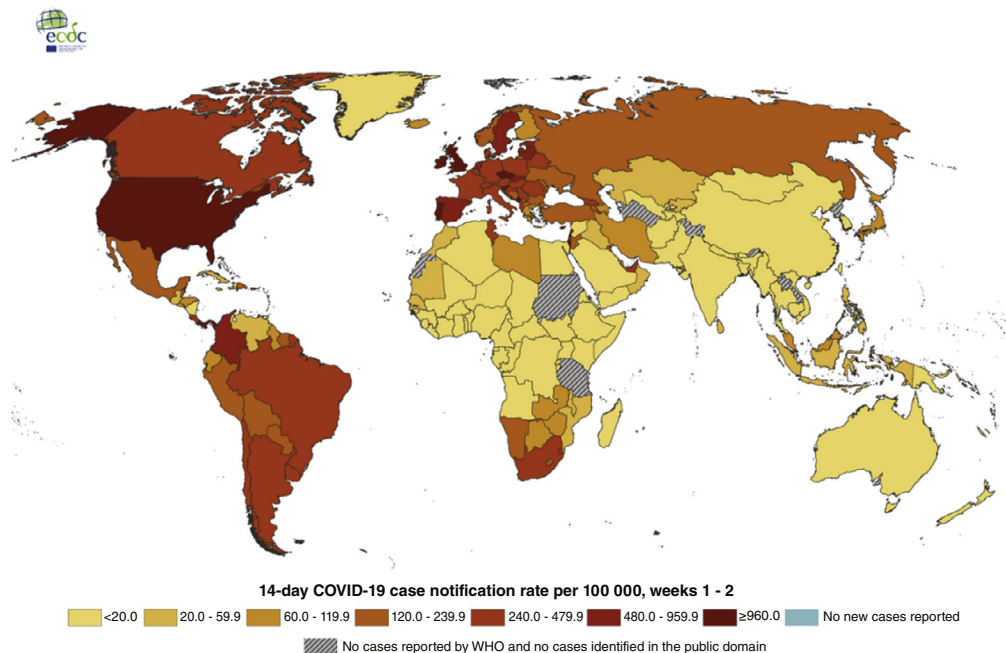 ecdc
14-day COVID-19 case notification rate per 100 000, weeks 1 - 2
<20.0 20.0 - 59.9 60.0 - 119.9 120.0 - 239.9 240.0 - 479.9 480.0 - 959.9 ≥960.0 No new cases reported
No cases reported by WHO and no cases identified in the public domain